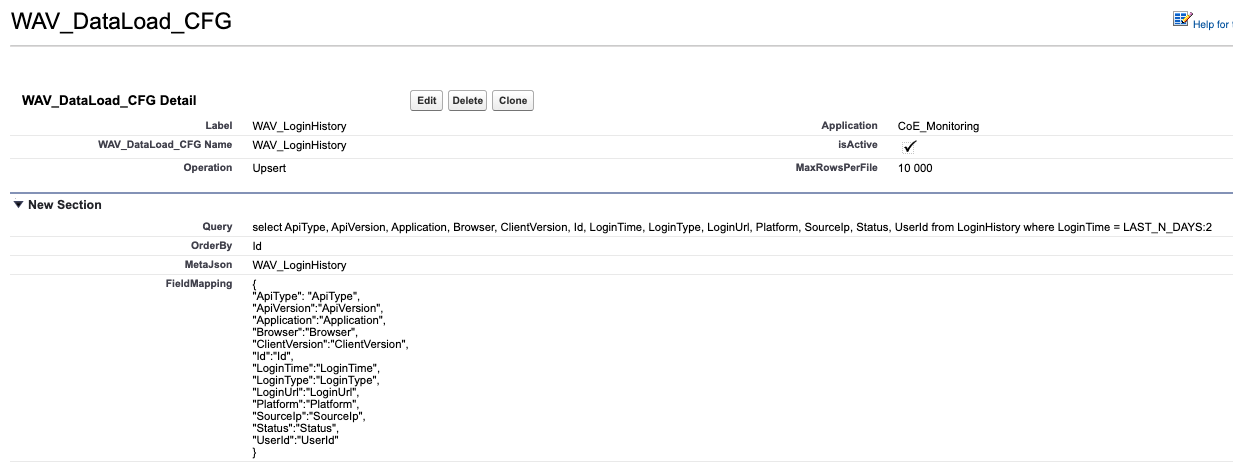 WAV_DataLoad_CFG
Help for
WAV_DataLoad_CFG Detail
Edit Delete Clone
Label WAV_LoginHistory Application CoE_Monitoring
WAV_DataLoad_CFG Name WAV_LoginHistory isActive
Operation Upsert MaxRowsPerFile 10 000
New Section
Query select ApiType, ApiVersion, Application, Browser, ClientVersion, Id, LoginTime, LoginType, LoginUrl, Platform, SourceIp, Status, UserId from LoginHistory where LoginTime = LAST_N_DAYS:2
OrderBy Id
MetaJson WAV_LoginHistory
FieldMapping {
"ApiType": "ApiType",
"ApiVersion":"ApiVersion",
"Application":"Application",
"Browser":"Browser",
"ClientVersion":"ClientVersion",
"Id":"Id",
"LoginTime":"LoginTime",
"LoginType":"LoginType",
"LoginUrl":"LoginUrl",
"Platform":"Platform",
"SourceIp":"SourceIp",
"Status":"Status",
"UserId":"UserId"
}